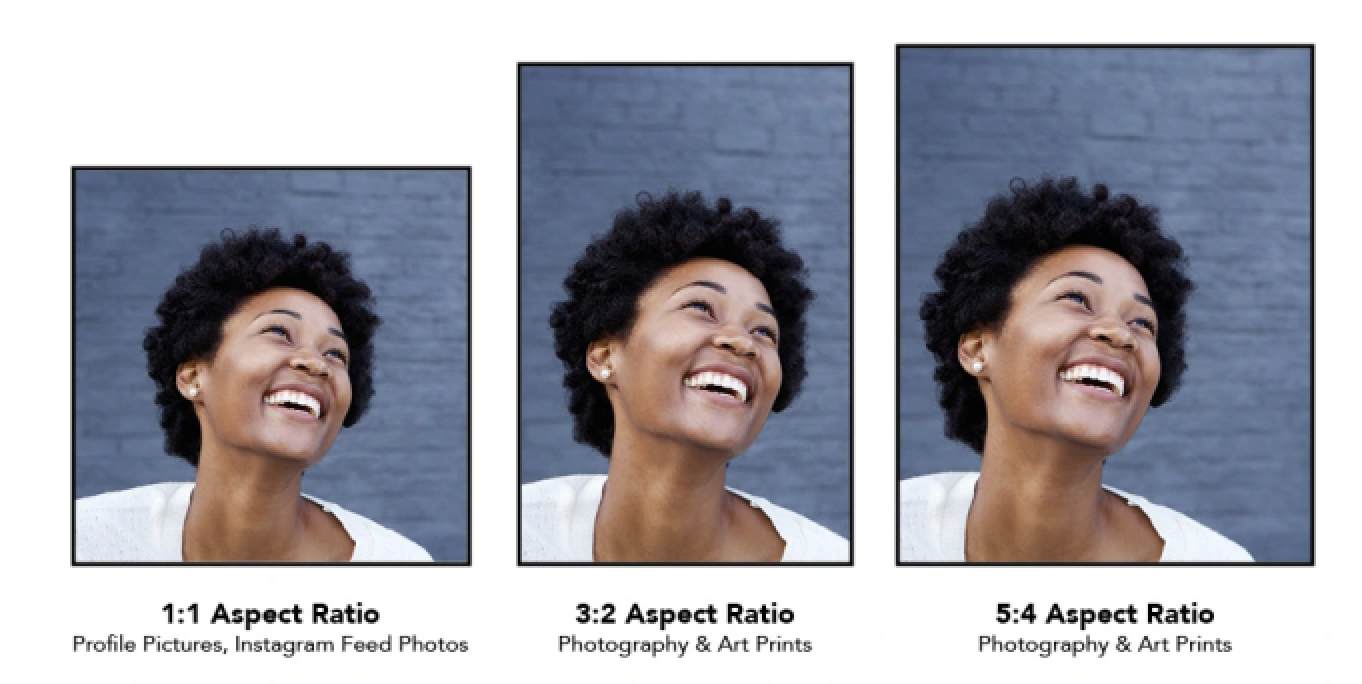 1:1 Aspect Ratio
Profile Pictures, Instagram Feed Photos
3:2 Aspect Ratio
Photography & Art Prints
5:4 Aspect Ratio
Photography & Art Prints